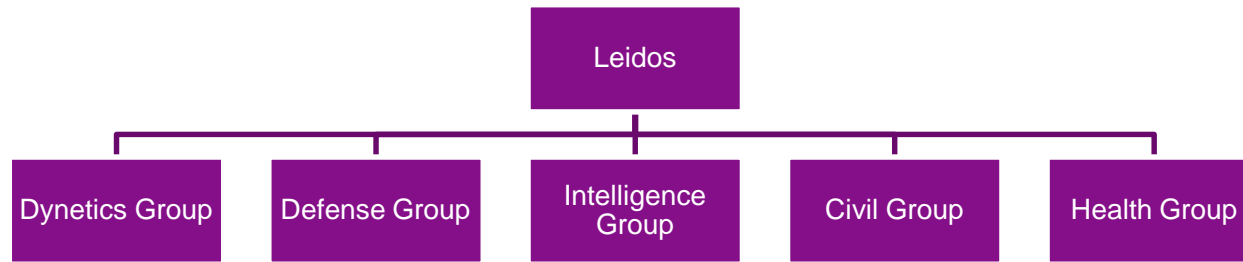 Leidos
Dynetics Group
Defense Group
Intelligence
Group
Civil Group
Health Group